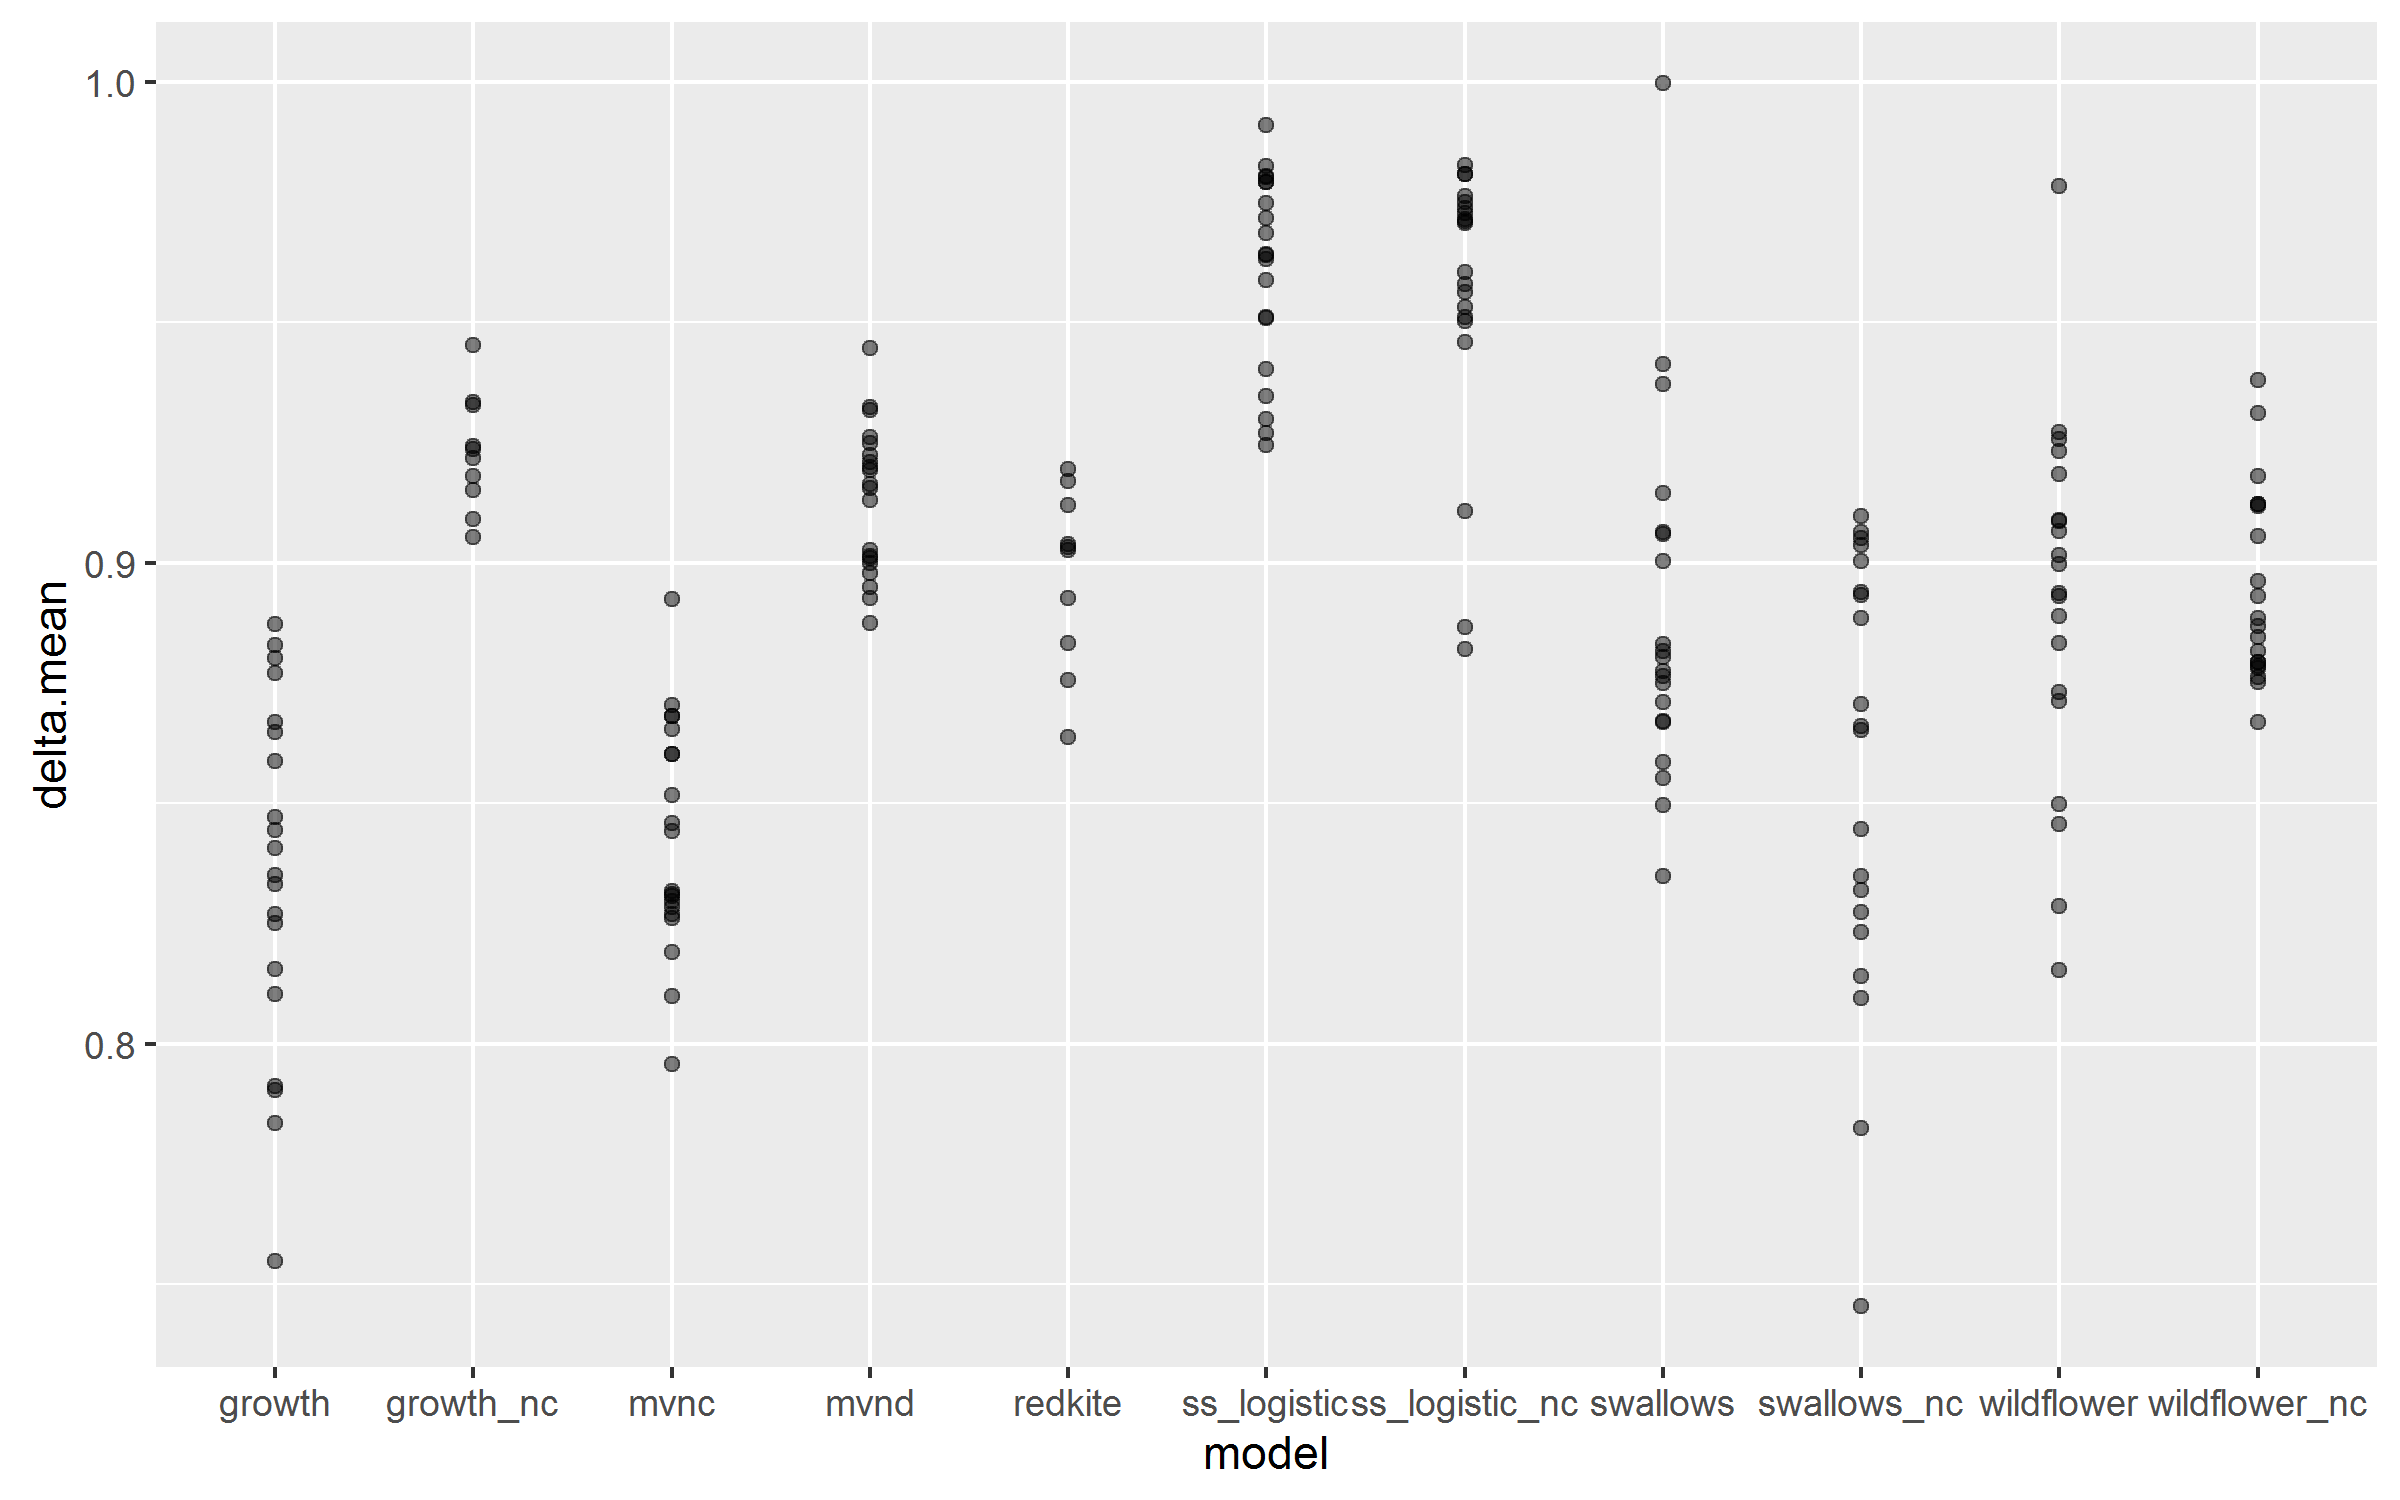 1.0
0.9
0.8
delta.mean
growth growth_nc mvnc mvnd redkite ss_logistic ss_logistic_nc swallows swallows_nc wildflower wildflower_nc
model